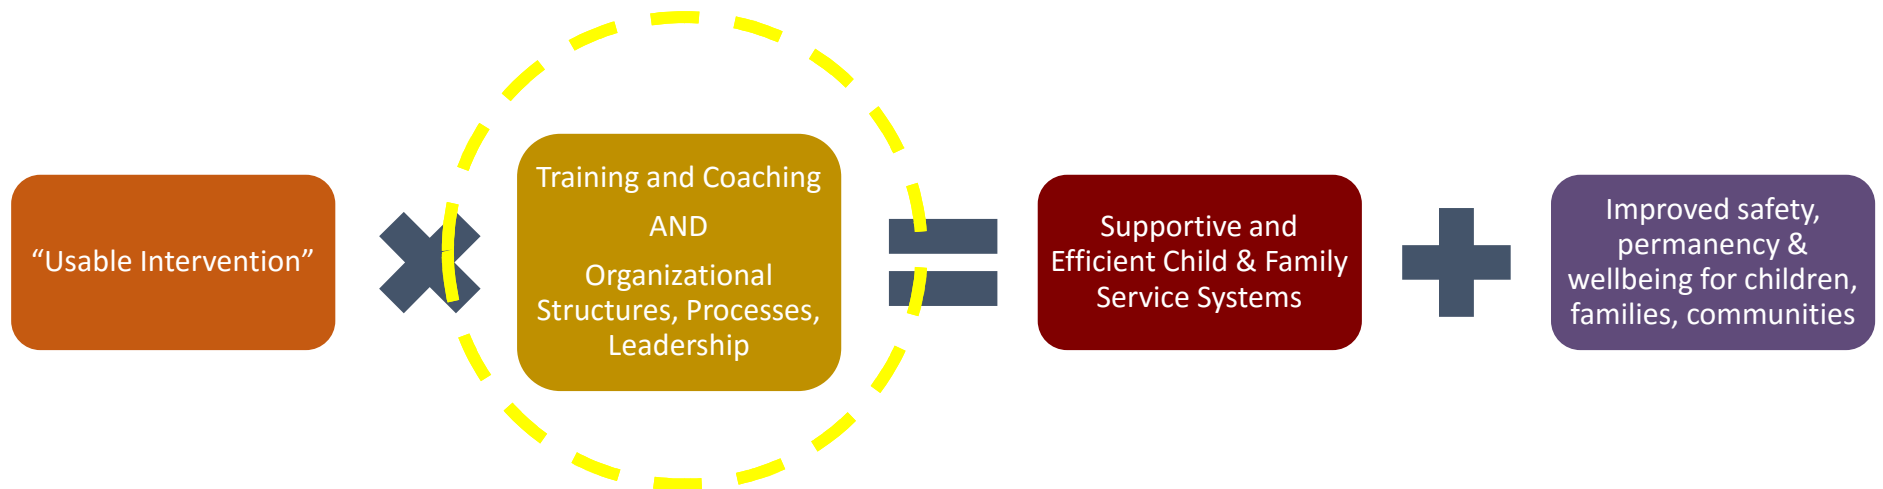 “Usable Intervention”
Training and Coaching
AND
Organizational
Structures, Processes,
Leadership
Supportive and
Efficient Child & Family
Service Systems
Improved safety,
permanency &
wellbeing for children,
families, communities